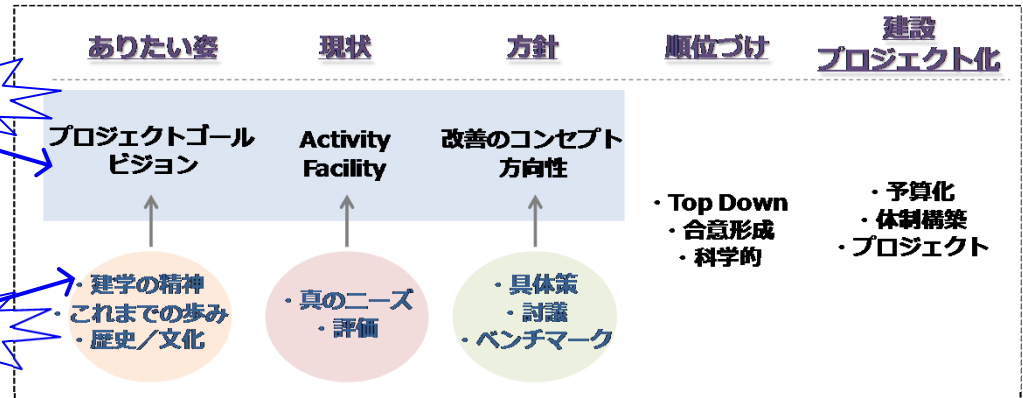 ありたい姿
現状
方針
順位づけ
建設
プロジェクト化
プロジェクトゴール
ビジョン
Activity
Facility
改善のコンセプト
方向性
・Top Down
・合意形成
・科学的
・予算化
・体制構築
・プロジェクト
・建学の精神
・これまでの歩み
・歴史／文化
・真のニーズ
・評価
・具体策
・討議
・ベンチマーク